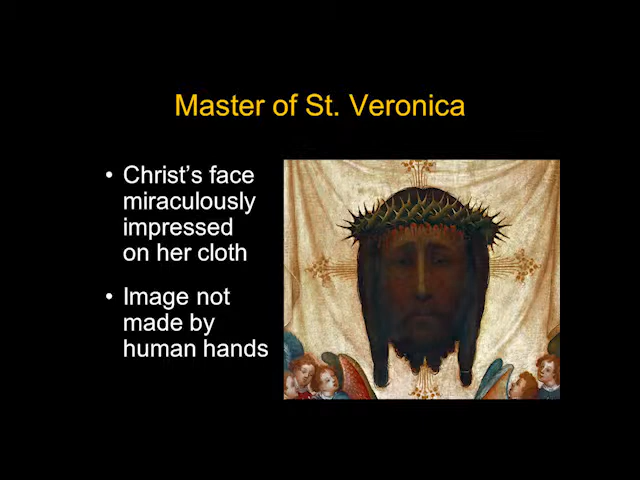 Master of St. Veronica
• Christ’s face
miraculously
impressed
on her cloth
• Image not
made by
human hands